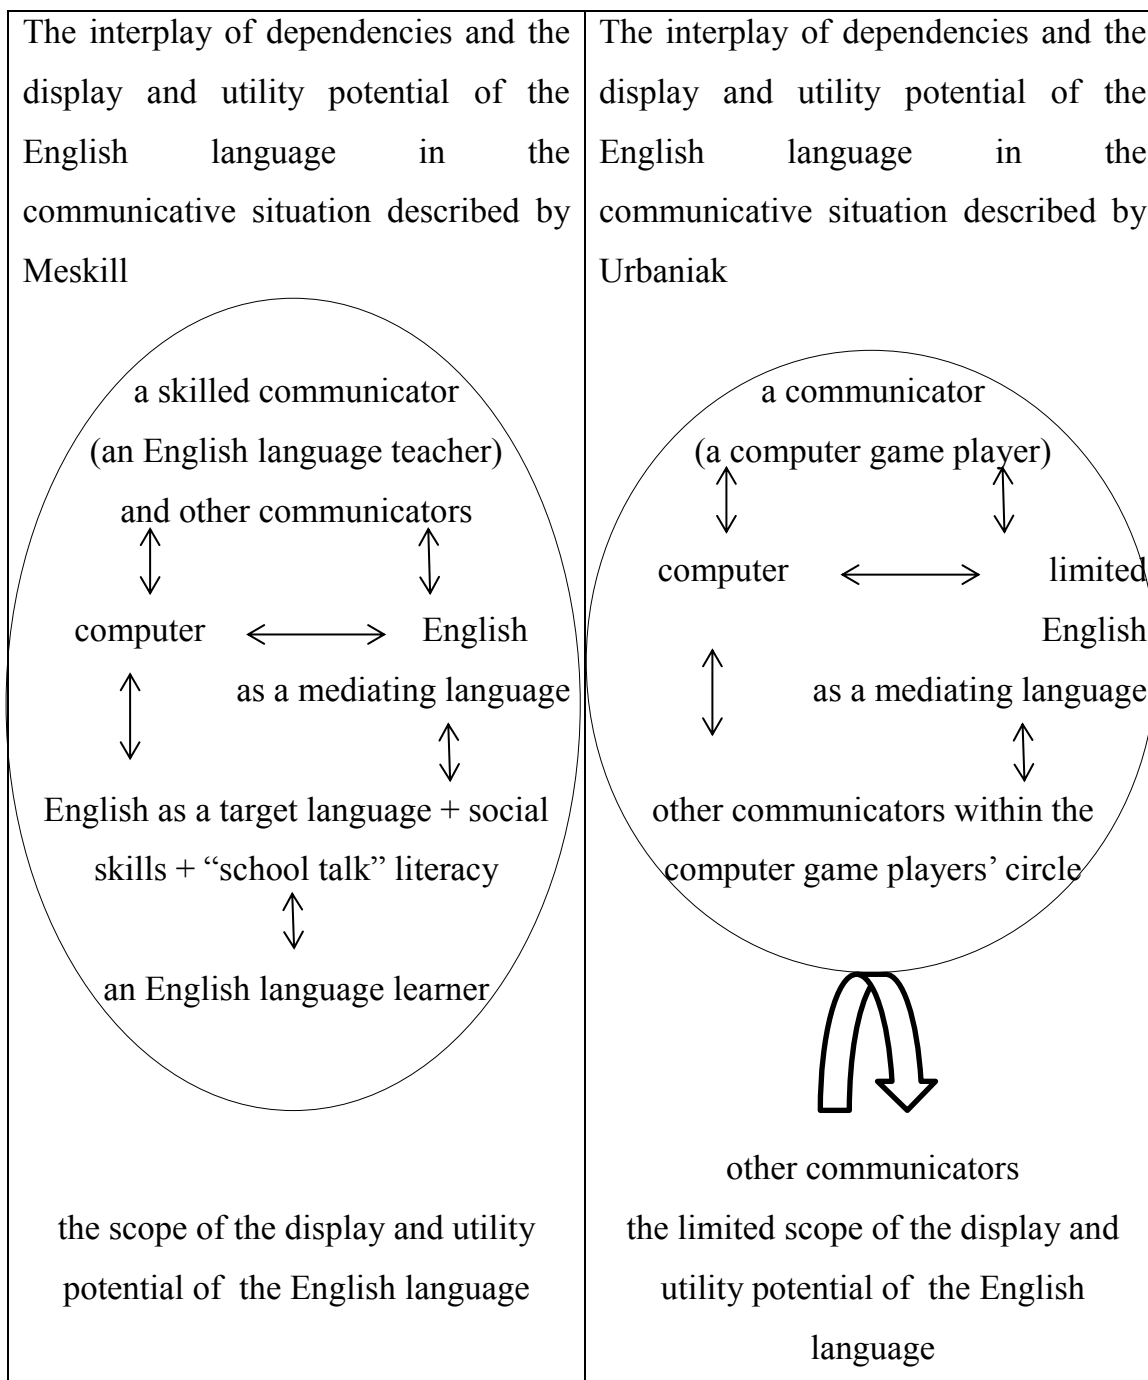 The interplay of dependencies and the
display and utility potential of the
English language in the
communicative situation described by
Meskill
a skilled communicator
(an English language teacher)
and other communicators
computer English
as a mediating language
English as a target language + social
skills + “school talk” literacy
an English language learner
the scope of the display and utility
potential of the English language
The interplay of dependencies and the
display and utility potential of the
English language in the
communicative situation described by
Urbaniak
a communicator
(a computer game player)
computer limited
English
as a mediating language
other communicators within the
computer game players’ circle
other communicators
the limited scope of the display and
utility potential of the English
language